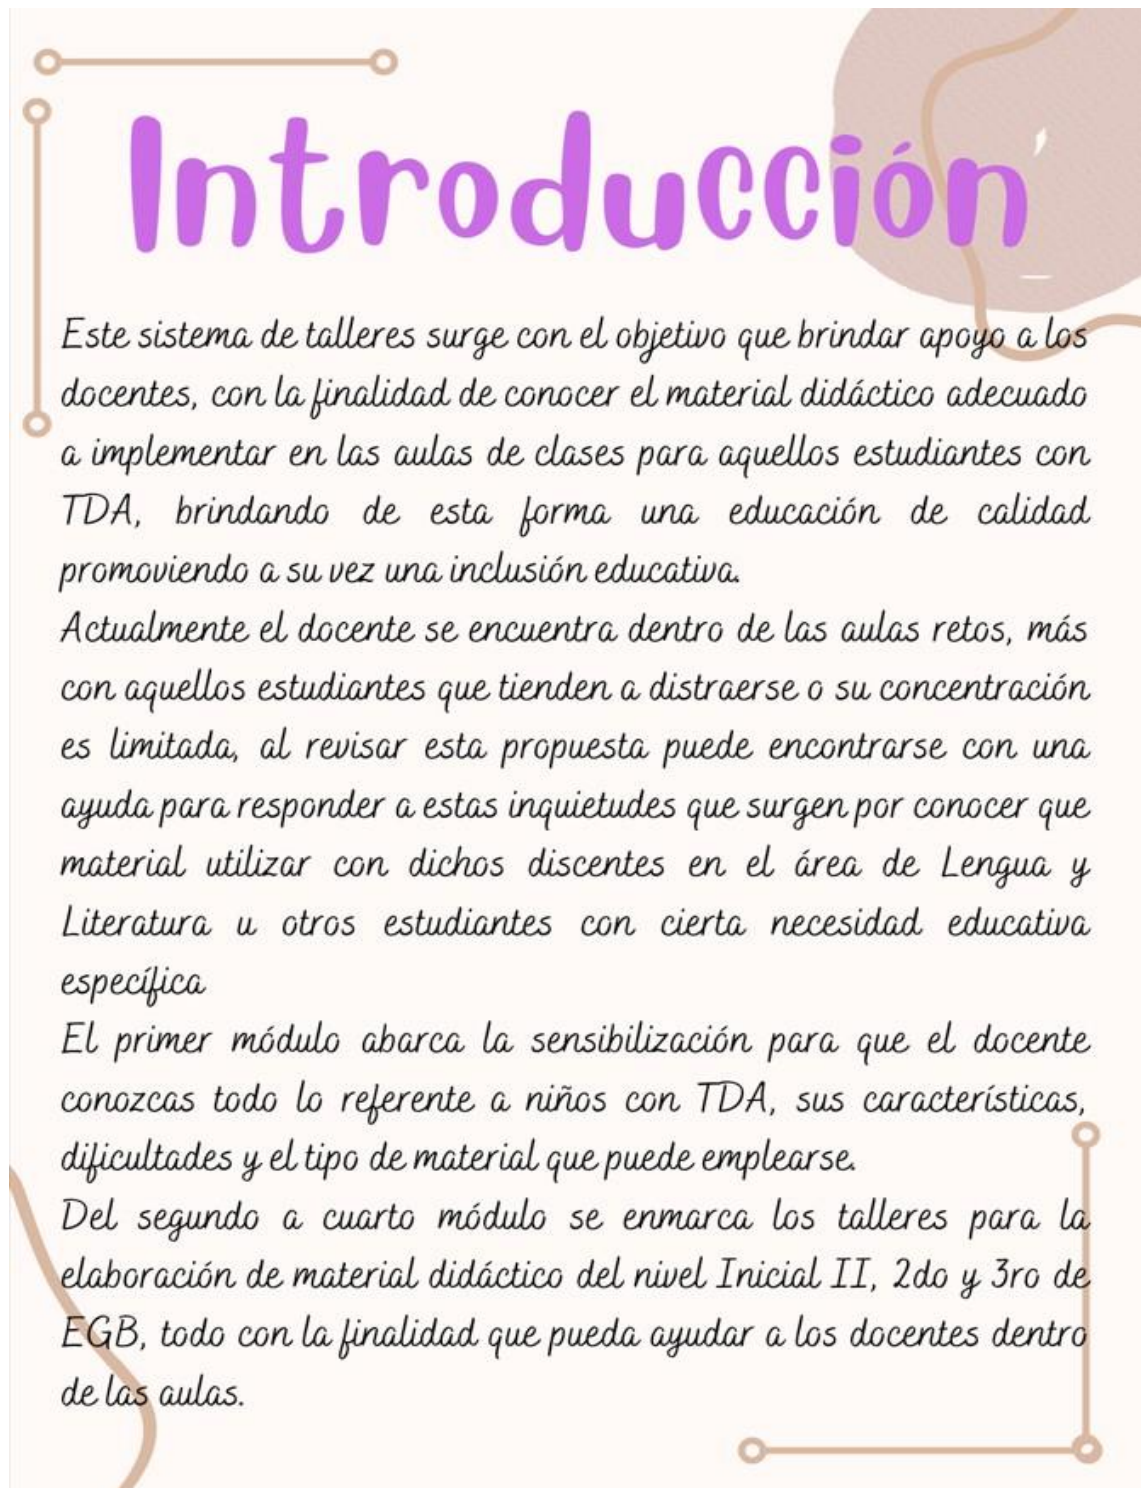 Introducción
Este sistema de talleres surge con el objetivo que brindar apoyo a los
docentes, con la finalidad de conocer el material didáctico adecuado
a implementar en las aulas de clases para aquellos estudiantes con
TDA, brindando de esta forma una educación de calidad
promoviendo a su vez una inclusión educativa.
Actualmente el docente se encuentra dentro de las aulas retos, más
con aquellos estudiantes que tienden a distraerse o su concentración
es limitada, al revisar esta propuesta puede encontrarse con una
ayuda para responder a estas inquietudes que surgen por conocer que
material utilizar con dichos discentes en el área de Lengua y
Literatura u otros estudiantes con cierta necesidad educativa
específica
El primer módulo abarca la sensibilización para que el docente
conozcas todo lo referente a niños con TDA, sus características,
dificultades y el tipo de material que puede emplearse.
Del segundo a cuarto módulo se enmarca los talleres para la
elaboración de material didáctico del nivel Inicial II, 2do y 3ro de
EGB, todo con la finalidad que pueda ayudar a los docentes dentro
de las aulas.